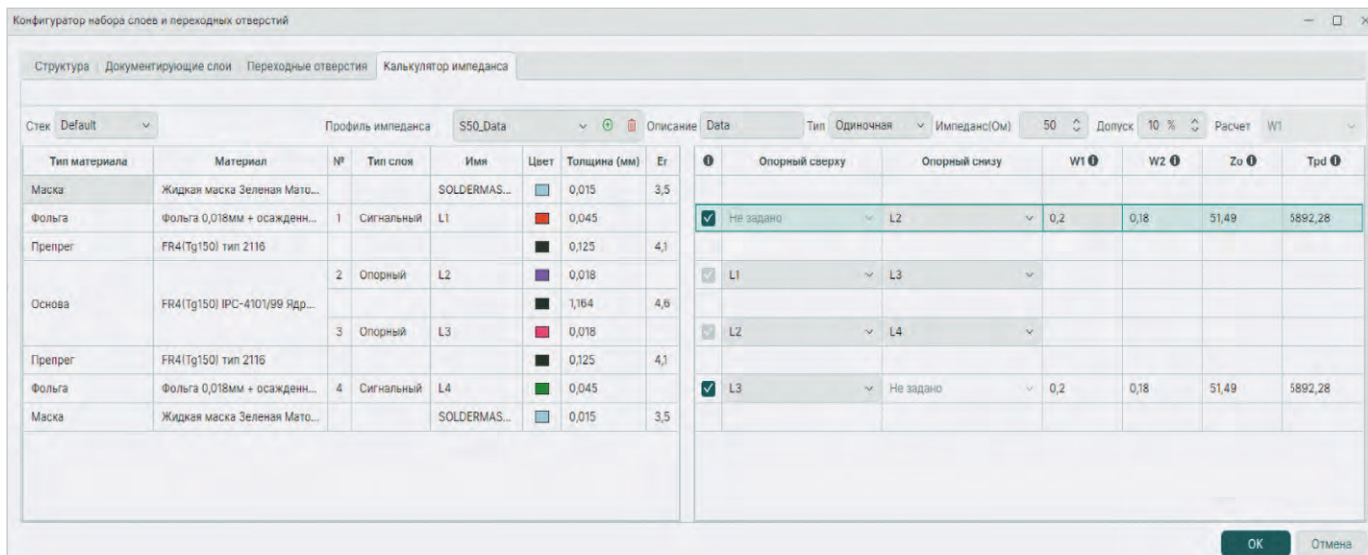 Конфигуратор набора слоев и переходных отверстий
Структура Документирующие слои Переходные отверстия Калькулятор импеданса
Стек Default Профиль импеданса S50_Data Описание Data Тип Одиночная Импеданс(Ом) 50 Допуск 10 % Расчет W1
Тип материала Материал № Тип слоя Имя Цвет Толщина (мм) Er Опорный сверху Опорный снизу W1 W2 Zo Tpd
Маска Жидкая маска Зеленая Мато... SOLDERMAS... 0,015 3,5
Фольга Фольга 0,018мм + осажденн... 1 Сигнальный L1 0,045 Не задано L2 0,2 0,18 51,49 5892,28
Препрег FR4(Tg150) тип 2116 0,125 4,1
2 Опорный L2 0,018 L1 L3
Основа FR4(Tg150) IPC-4101/99 Ядр... 1,164 4,6
3 Опорный L3 0,018 L2 L4
Препрег FR4(Tg150) тип 2116 0,125 4,1
Фольга Фольга 0,018мм + осажденн... 4 Сигнальный L4 0,045 L3 Не задано 0,2 0,18 51,49 5892,28
Маска Жидкая маска Зеленая Мато... SOLDERMAS... 0,015 3,5
OK Отмена